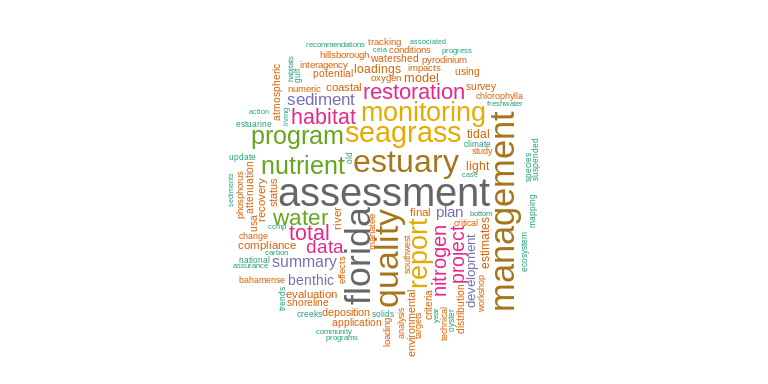 associated
recommendations
tracking
ceia
conditions
progress
hillsborough
watershed
pyrodinium
interagency
loadings
potential
impacts
habitats
gulf
oxygen
model
using
atmospheric
numeric
coastal
restoration
survey
chlorophylla
sediment
freshwater
action
living
habitat
monitoring
estuarine
program
seagrass
tidal
climate
study
update
old
nutrient
estuary
light
case
species
suspended
sediments
phosphorus
attenuation
recovery
status
assessment
management
usa
water
river
florida
manatee
quality
final
plan
bottom
critical
mapping
ccmp
change
total
data
report
nitrogen
project
compliance
southwest
development
estimates
carbon
national
assurance
summary
effects
ecosystem
bahamense
benthic
workshop
trends
evaluation
shoreline
environmental
criteria
distribution
creeks
deposition
solids
application
loading
analysis
targets
year
technical
oyster
community
programs